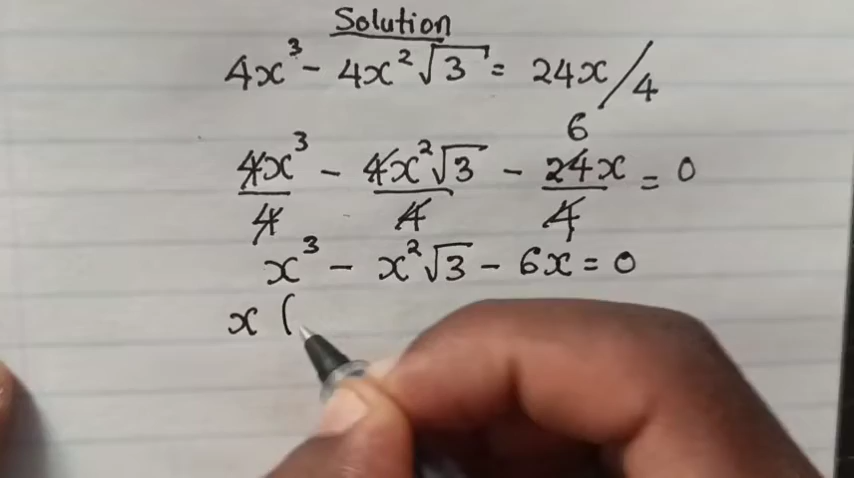 Solution
4x³ - 4x²√3 = 24x/4
6
4x³/4 - 4x²√3/4 - 24x/4 = 0
x³ - x²√3 - 6x = 0
x (